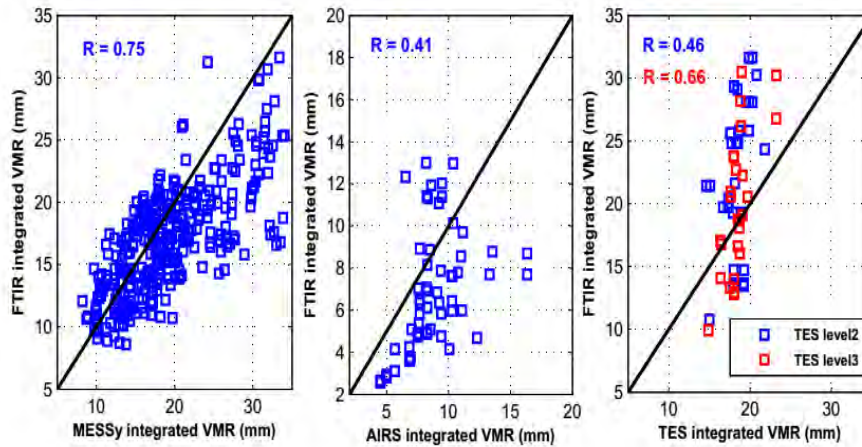 35
30
25
20
15
10
5
10
20
30
FTIR integrated VMR (mm)
MESSy integrated VMR (mm)
R = 0.75
20
18
16
14
12
10
8
6
4
2
5
10
15
20
FTIR integrated VMR (mm)
AIRS integrated VMR (mm)
R = 0.41
35
30
25
20
15
10
5
10
20
30
FTIR integrated VMR (mm)
TES integrated VMR (mm)
R = 0.46
R = 0.66
TES level2
TES level3